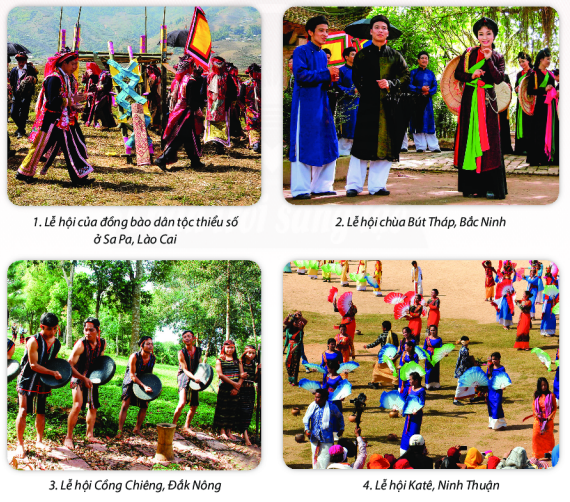 1. Lễ hội của đồng bào dân tộc thiểu số
ở Sa Pa, Lào Cai
2. Lễ hội chùa Bút Tháp, Bắc Ninh
3. Lễ hội Cồng Chiêng, Đắk Nông
4. Lễ hội Katê, Ninh Thuận